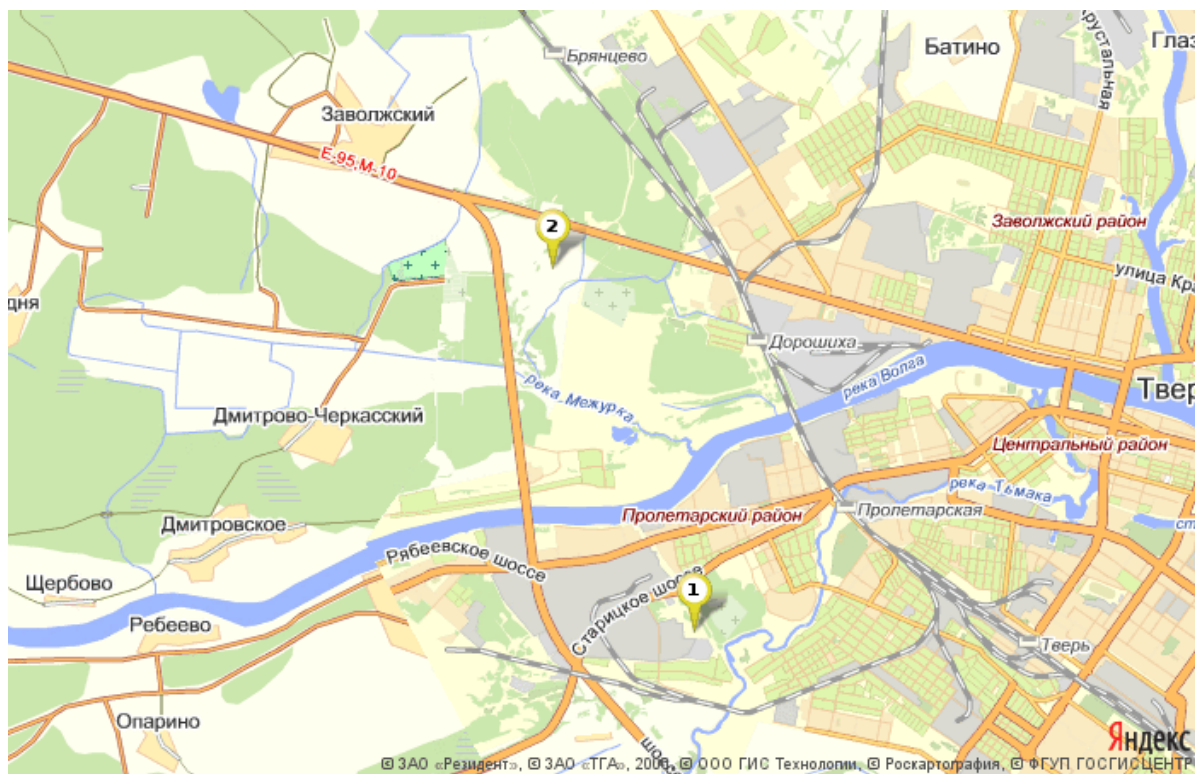 Брянцево
Батино
Глаз
Хрустальная
Заволжский
Е-95,М-10
2
Заволжский район
улица Кра
дня
Дорошиха
река Волга
река Межурка
Твер
Дмитрово-Черкасский
Центральный район
река Тьмака
Пролетарский район
Пролетарская
ст
Дмитровское
Рябеевское шоссе
Щербово
1
Старицкое шоссе
Ребеево
Тверь
Опарино
шоссе
Яндекс
© ЗАО «Резидент», © ЗАО «ТГА», 2008, © ООО ГИС Технологии, © Роскартография, © ФГУП ГОСГИСЦЕНТР